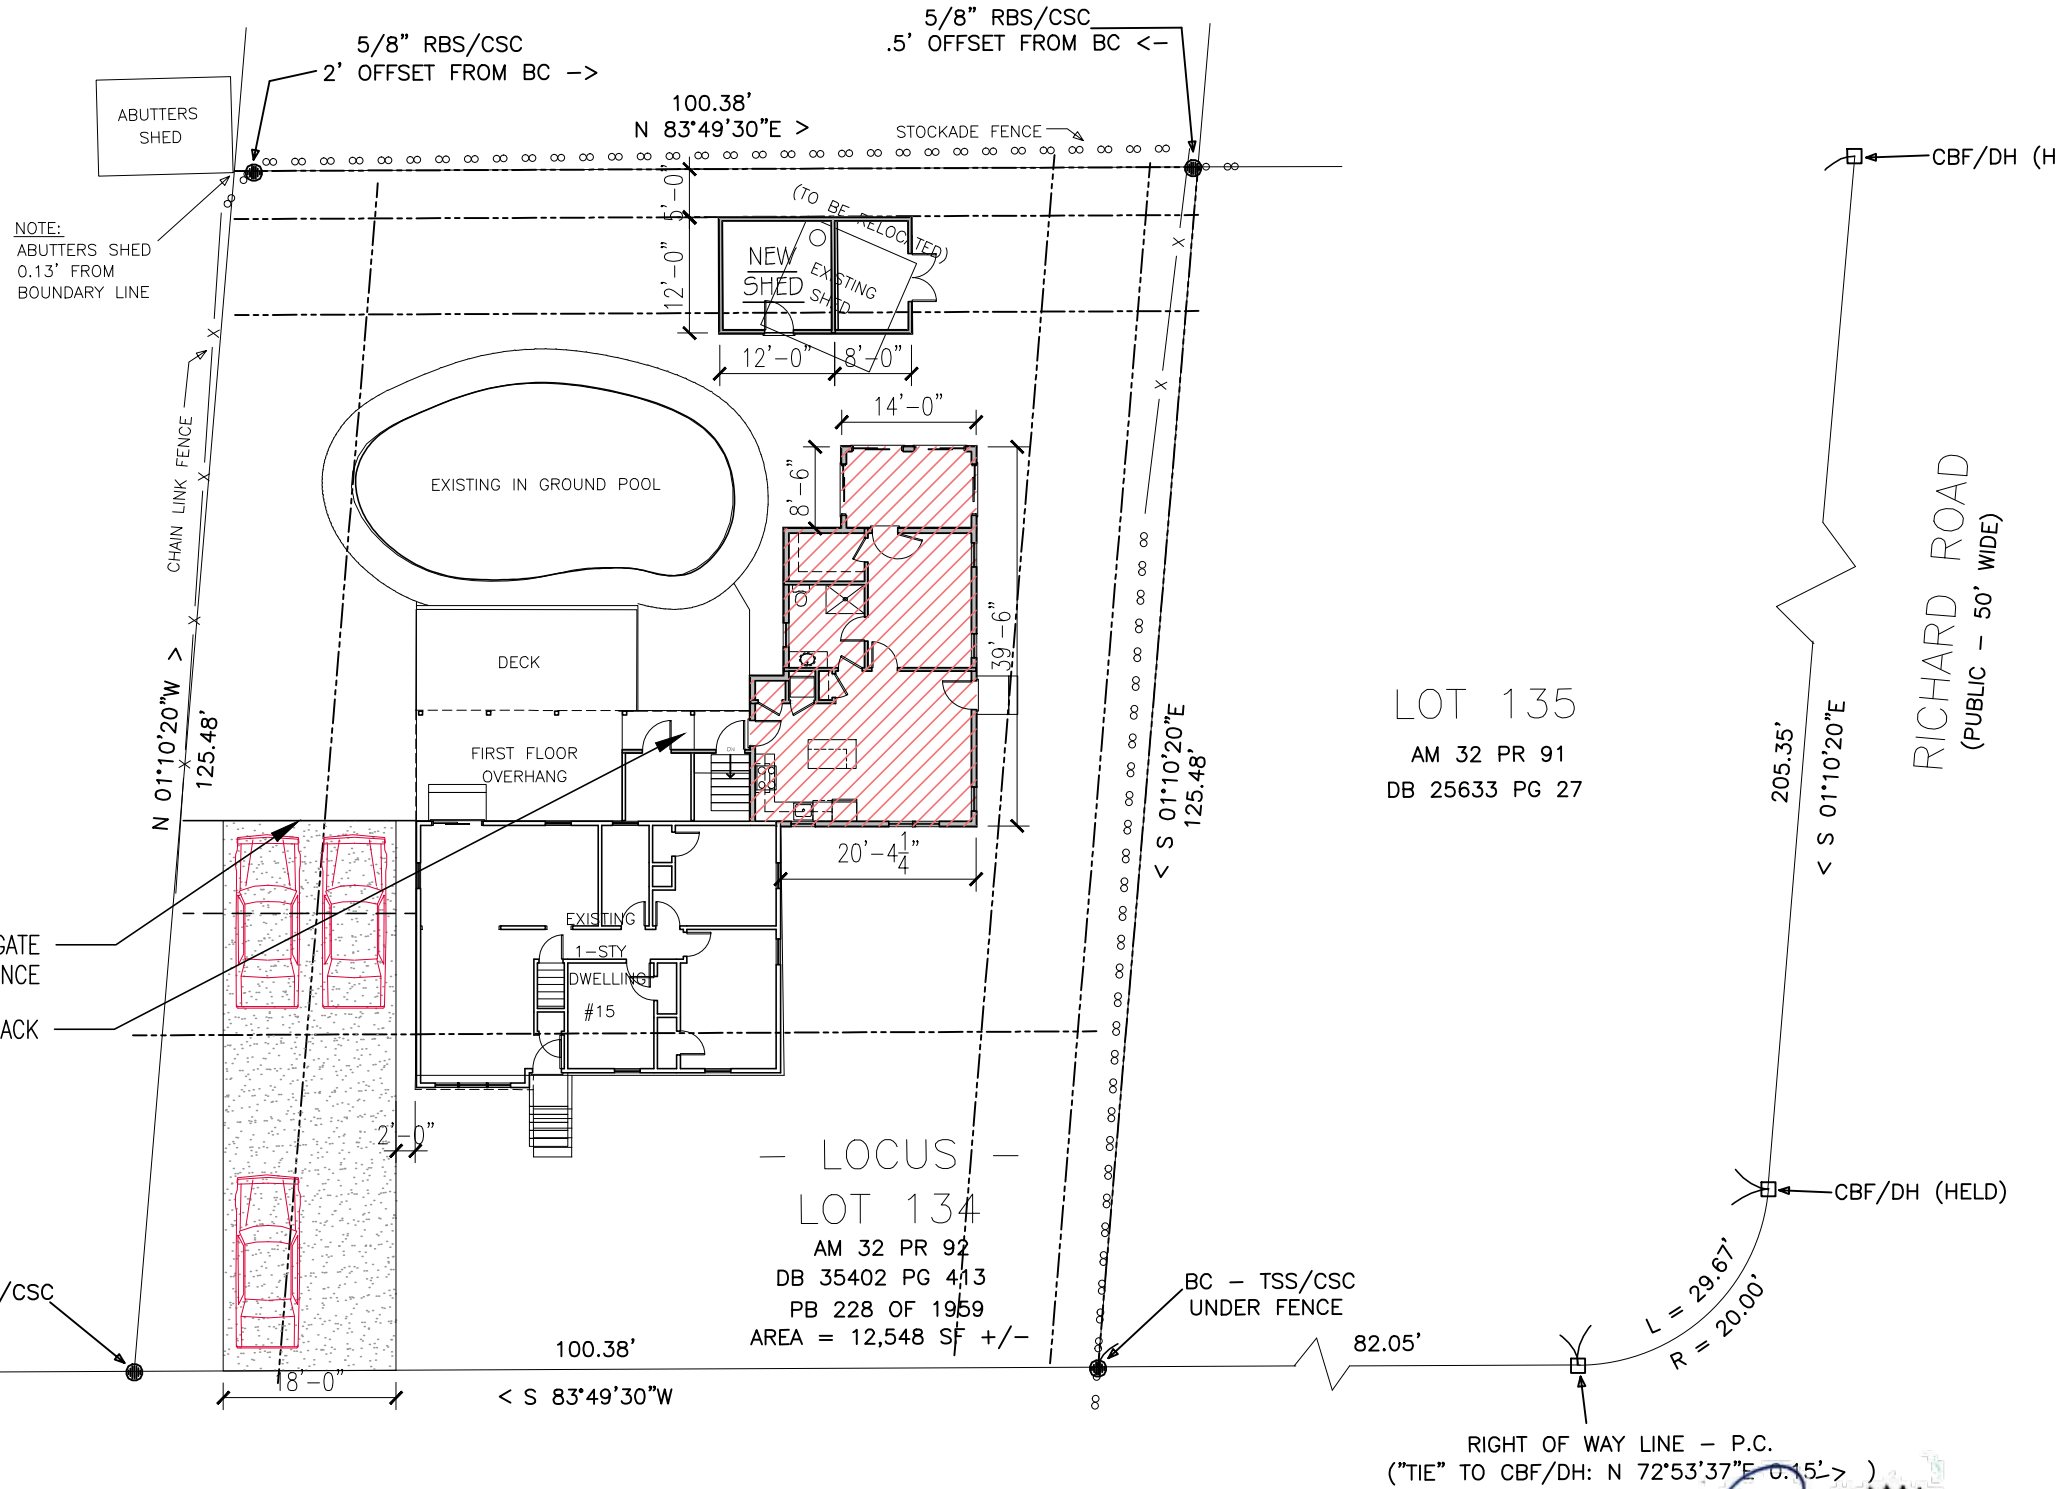 5/8" RBS/CSC
2' OFFSET FROM BC ->
5/8" RBS/CSC
.5' OFFSET FROM BC <-
ABUTTERS
SHED
100.38'
N 83°49'30"E >
STOCKADE FENCE
CBF/DH (H
NOTE:
ABUTTERS SHED
0.13' FROM
BOUNDARY LINE
5'-0"
12'-0"
(TO BE RELOCATED)
NEW
SHED
EXISTING
SHED
12'-0"
8'-0"
CHAIN LINK FENCE
14'-0"
8'-6"
39'-6"
EXISTING IN GROUND POOL
DECK
FIRST FLOOR
OVERHANG
DN
N 01°10'20"W >
125.48'
< S 01°10'20"E
125.48'
LOT 135
AM 32 PR 91
DB 25633 PG 27
205.35'
< S 01°10'20"E
RICHARD ROAD
(PUBLIC - 50' WIDE)
20'-4 1/4"
GATE
NCE
ACK
EXISTING
1-STY
DWELLING
#15
2'-0"
- LOCUS -
LOT 134
AM 32 PR 92
DB 35402 PG 413
PB 228 OF 1959
AREA = 12,548 SF +/-
CBF/DH (HELD)
L = 29.67'
R = 20.00'
/CSC
BC - TSS/CSC
UNDER FENCE
100.38'
< S 83°49'30"W
18'-0"
82.05'
RIGHT OF WAY LINE - P.C.
("TIE" TO CBF/DH: N 72°53'37"E 0.15'-> )